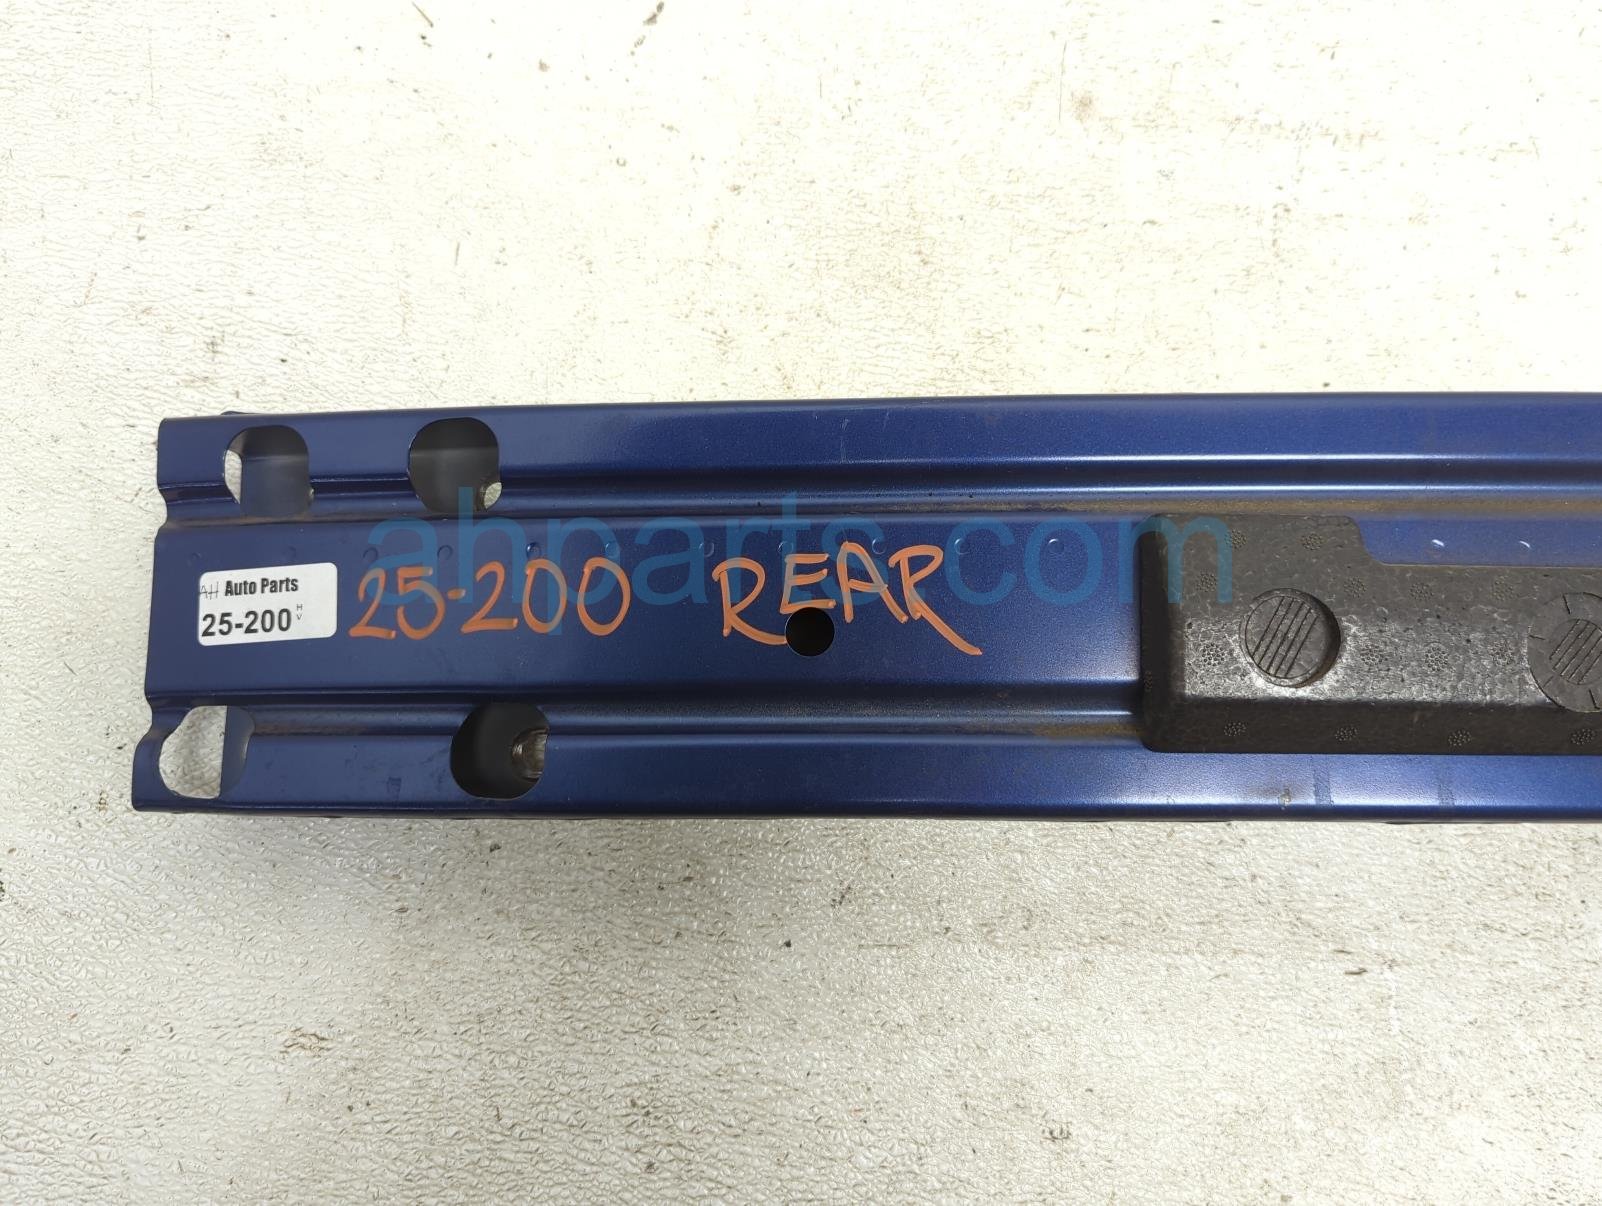 ahparts.com
AH Auto Parts
25-200 H V
25-200 REAR